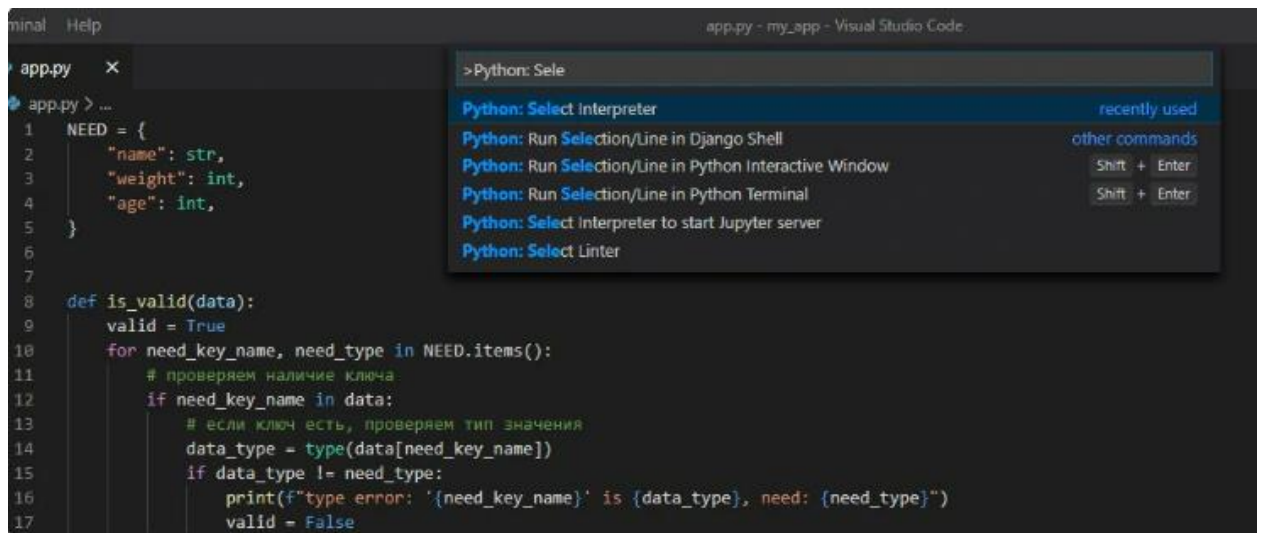 minal Help app.py - my_app - Visual Studio Code
app.py ×
>Python: Sele
Python: Select Interpreter recently used
Python: Run Selection/Line in Django Shell other commands
Python: Run Selection/Line in Python Interactive Window Shift + Enter
Python: Run Selection/Line in Python Terminal Shift + Enter
Python: Select Interpreter to start Jupyter server
Python: Select Linter
app.py > ...
1 NEED = {
2 "name": str,
3 "weight": int,
4 "age": int,
5 }
6
7
8 def is_valid(data):
9 valid = True
10 for need_key_name, need_type in NEED.items():
11 # проверяем наличие ключа
12 if need_key_name in data:
13 # если ключ есть, проверяем тип значения
14 data_type = type(data[need_key_name])
15 if data_type != need_type:
16 print(f"type error: '{need_key_name}' is {data_type}, need: {need_type}")
17 valid = False